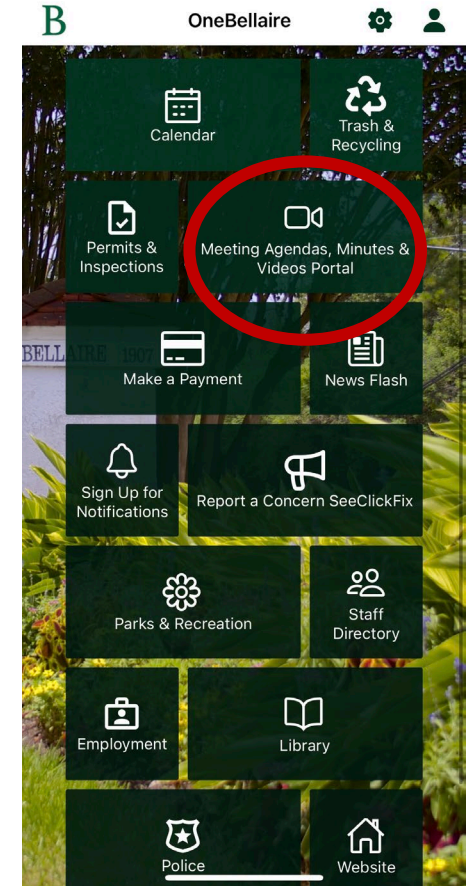 B OneBellaire
Calendar
Trash &
Recycling
Permits &
Inspections
Meeting Agendas, Minutes &
Videos Portal
BELLAIRE 1907
Make a Payment
News Flash
Sign Up for
Notifications
Report a Concern SeeClickFix
Parks & Recreation
Staff
Directory
Employment
Library
Police
Website